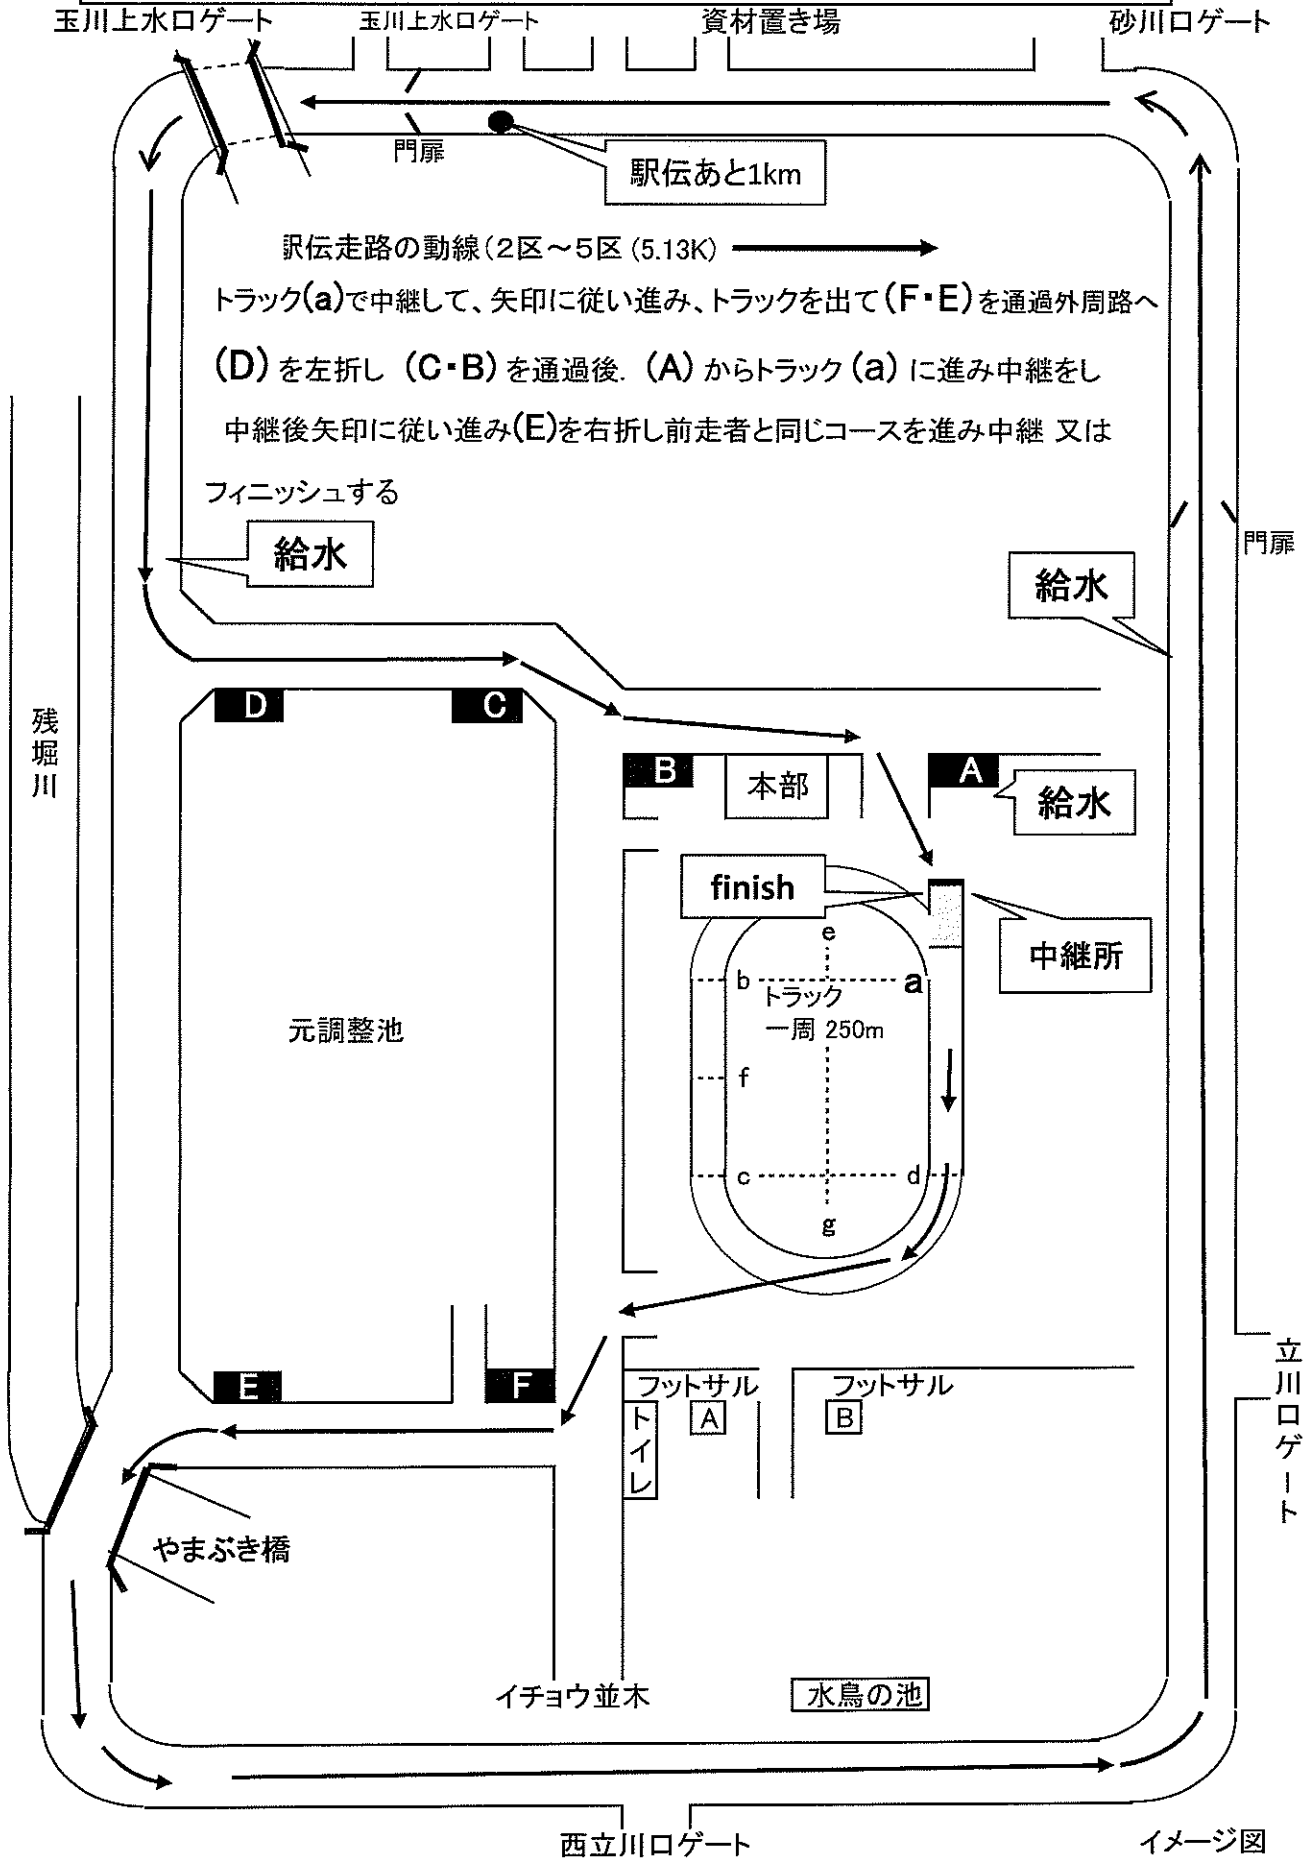 玉川上水口ゲート
玉川上水口ゲート
資材置き場
砂川口ゲート
門扉
駅伝あと1km
駅伝走路の動線(2区～5区(5.13K)
トラック(a)で中継して、矢印に従い進み、トラックを出て(F・E)を通過外周路へ
(D)を左折し (C・B)を通過後. (A)からトラック(a)に進み中継をし
中継後矢印に従い進み(E)を右折し前走者と同じコースを進み中継 又は
フィニッシュする
給水
給水
門扉
残堀川
D
C
B
本部
A
給水
finish
中継所
e
b
a
トラック
一周 250m
元調整池
f
c
d
g
E
F
フットサル
A
フットサル
B
トイレ
立川口ゲート
やまぶき橋
イチョウ並木
水鳥の池
西立川口ゲート
イメージ図